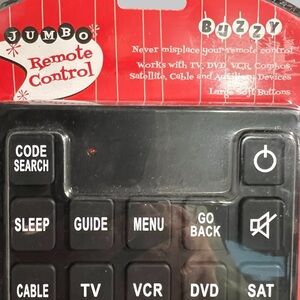 JUMBO
Remote
Control
BUZZY
Never misplace your remote control
Works with TV, DVD, VCR, Combos,
Satellite, Cable and Auxiliary Devices
Large Soft Buttons
CODE
SEARCH
SLEEP
GUIDE
MENU
GO
BACK
CABLE
TV
VCR
DVD
SAT